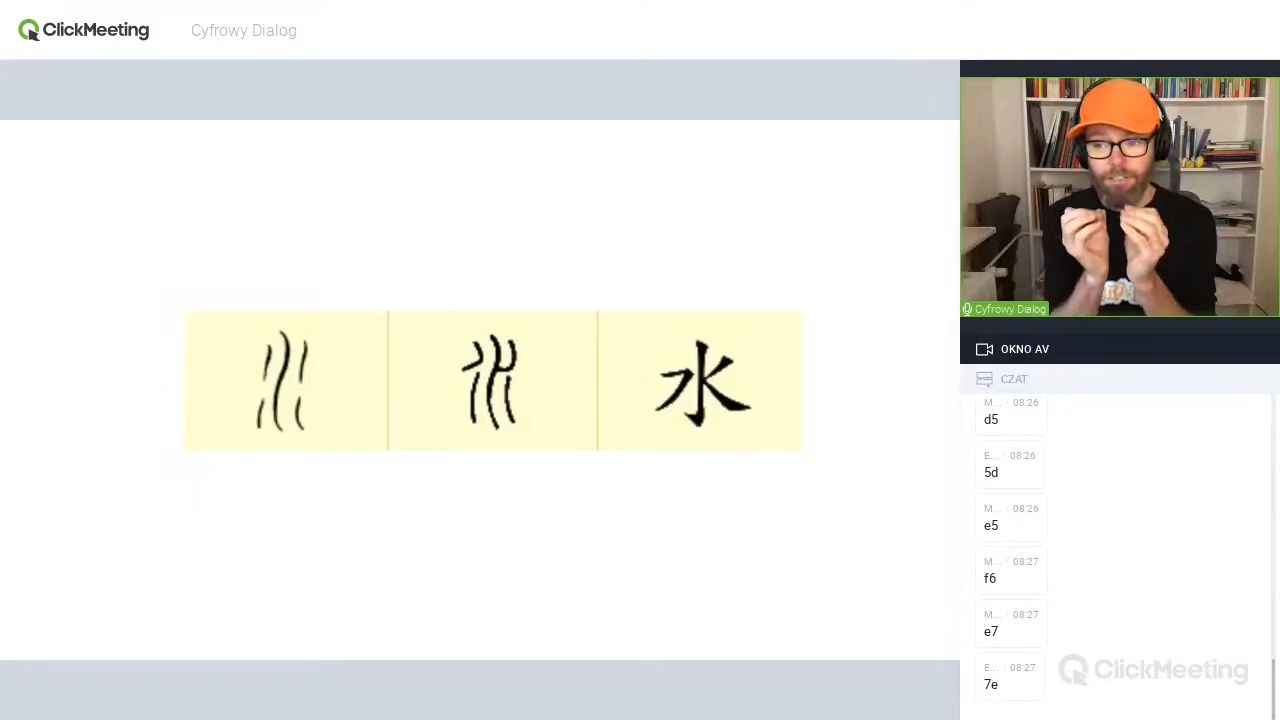 ClickMeeting
Cyfrowy Dialog
水
Cyfrowy Dialog
OKNO AV
CZAT
M... 08:26
d5
E... 08:26
5d
M... 08:26
e5
M... 08:27
f6
M... 08:27
e7
E... 08:27
7e
ClickMeeting